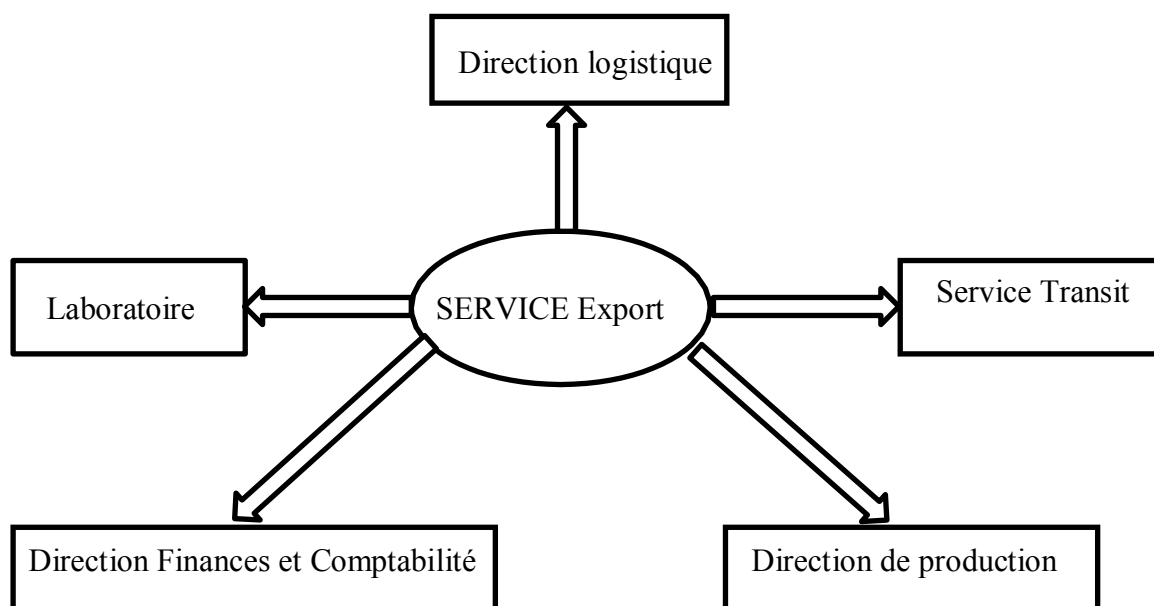 Direction logistique
Laboratoire
SERVICE Export
Service Transit
Direction Finances et Comptabilité
Direction de production